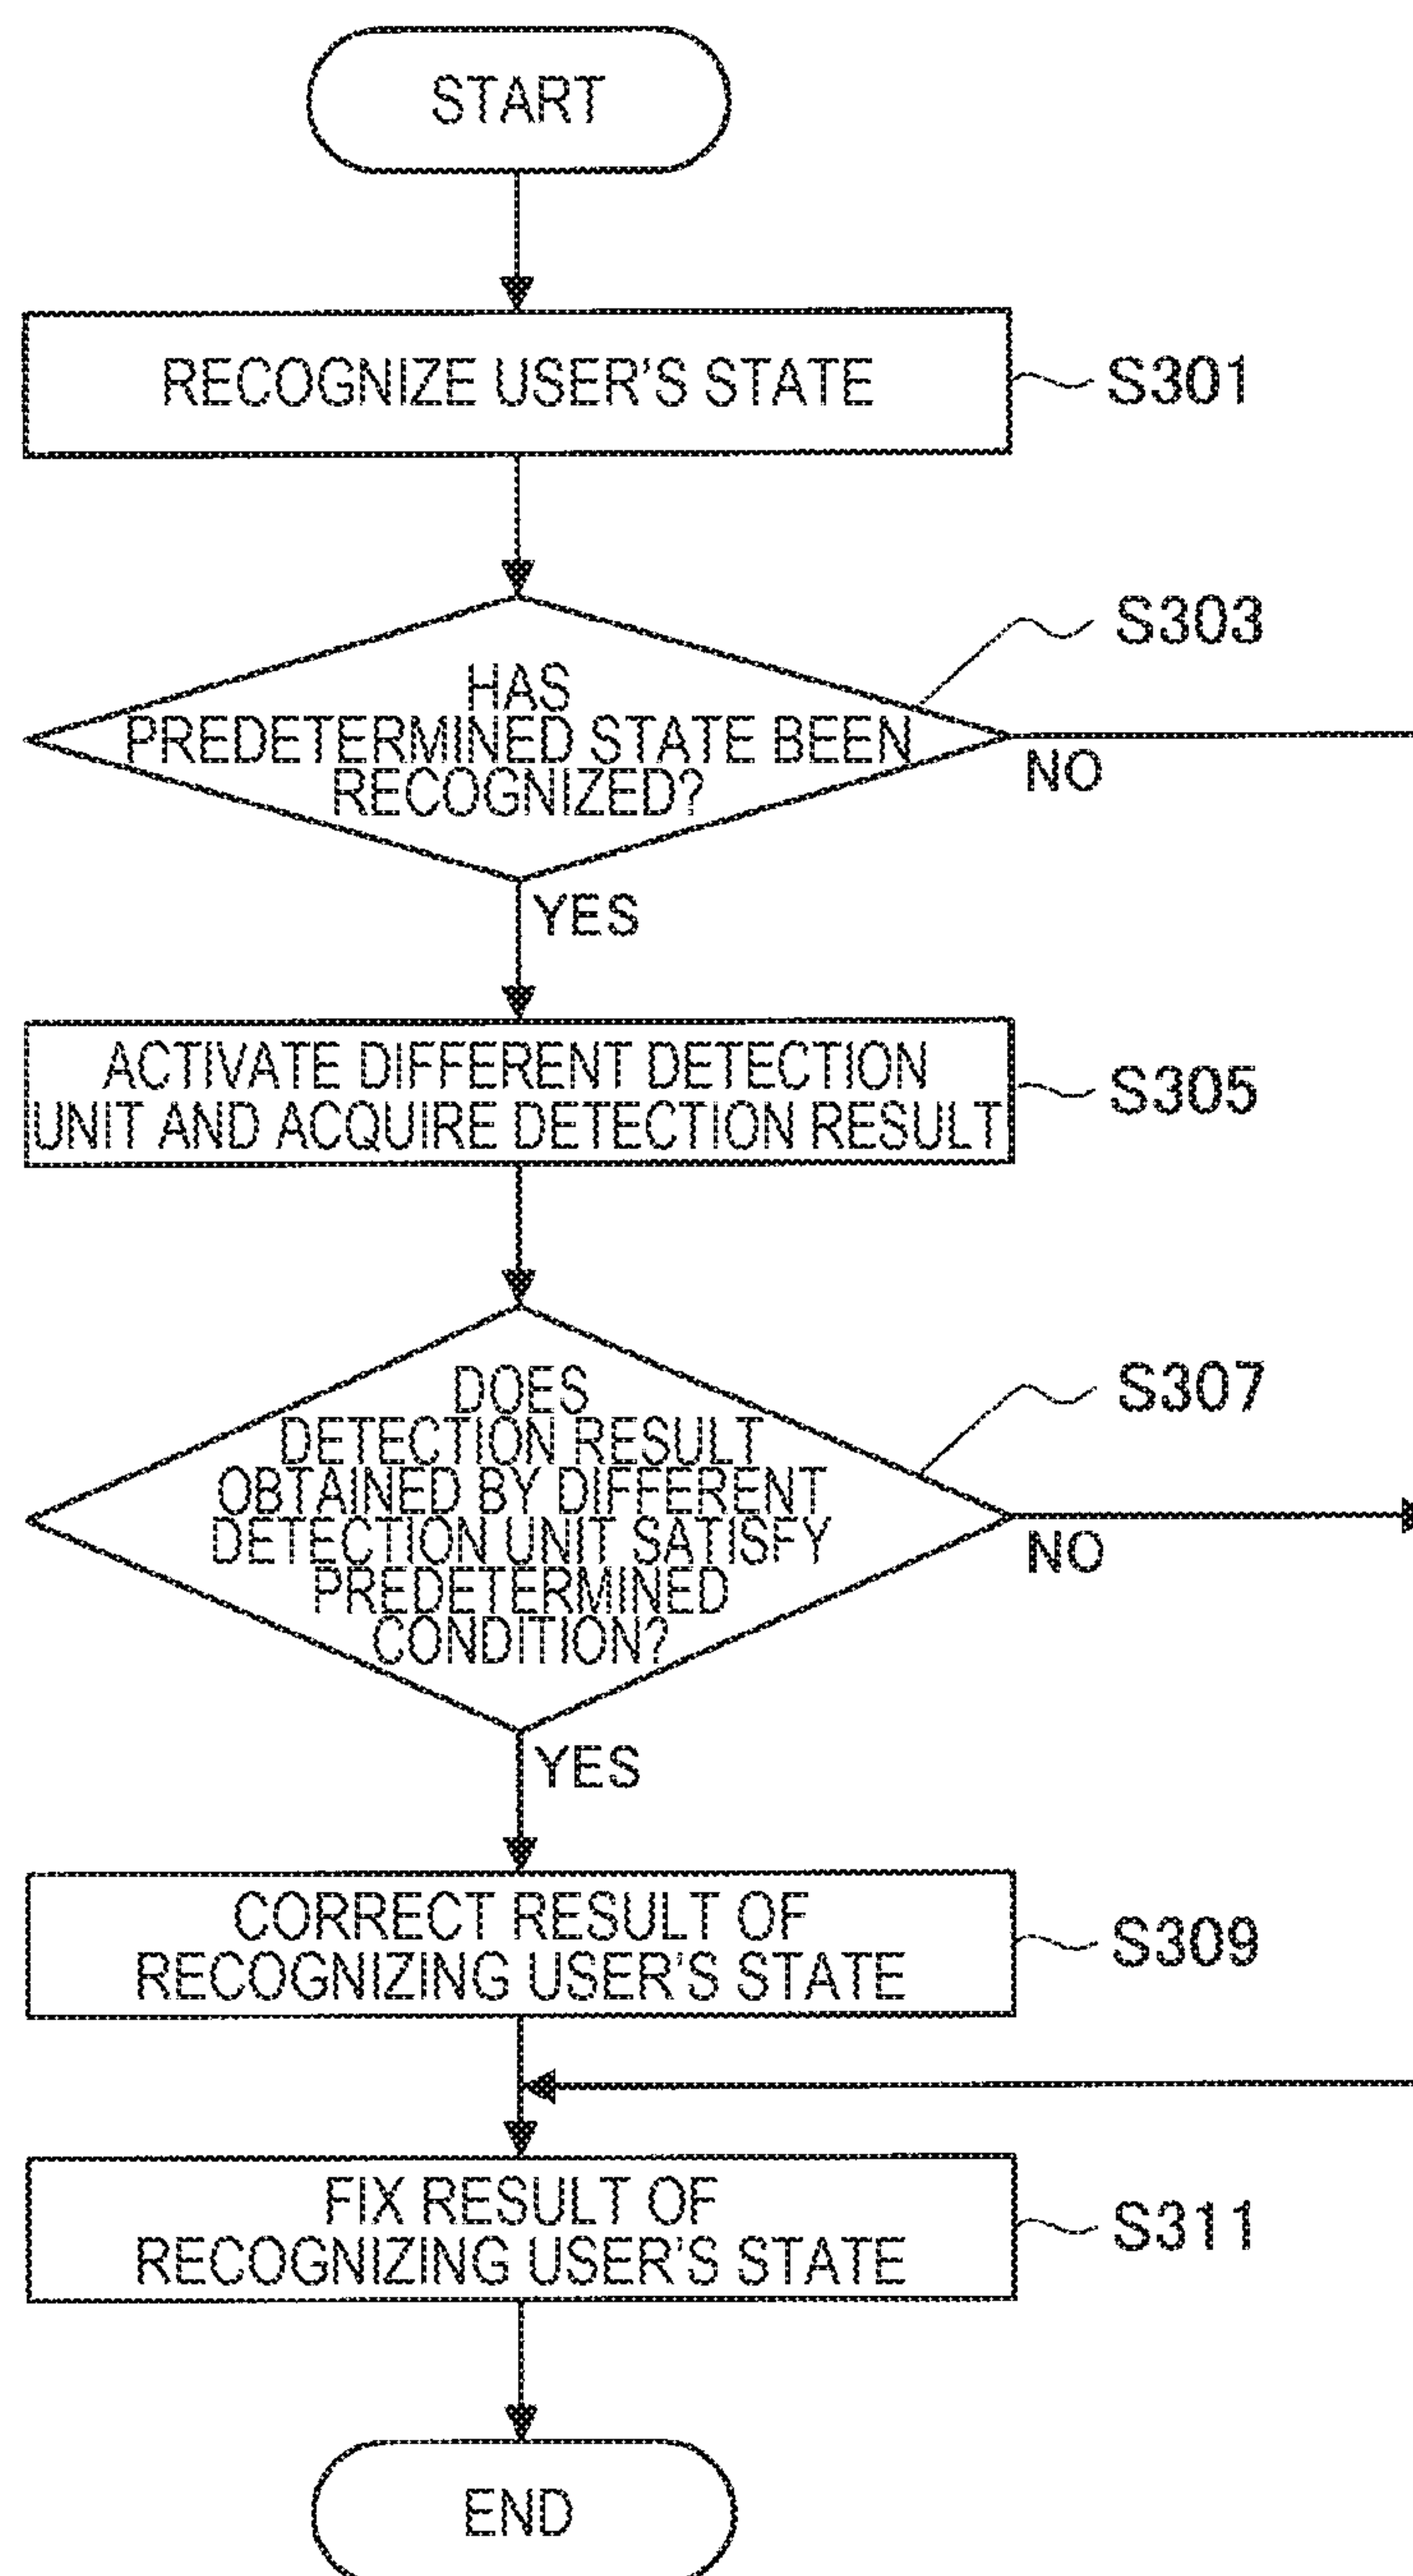 START
RECOGNIZE USER'S STATE
S301
S303
HAS
PREDETERMINED STATE BEEN
RECOGNIZED?
NO
YES
ACTIVATE DIFFERENT DETECTION
UNIT AND ACQUIRE DETECTION RESULT
S305
S307
DOES
DETECTION RESULT
OBTAINED BY DIFFERENT
DETECTION UNIT SATISFY
PREDETERMINED
CONDITION?
NO
YES
CORRECT RESULT OF
RECOGNIZING USER'S STATE
S309
FIX RESULT OF
RECOGNIZING USER'S STATE
S311
END